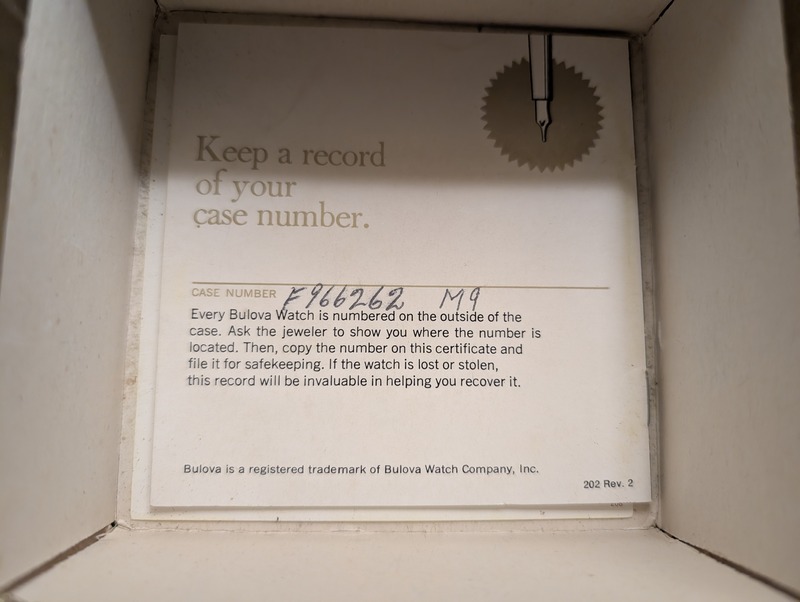 Keep a record
of your
case number.
CASE NUMBER F966262 M9
Every Bulova Watch is numbered on the outside of the
case. Ask the jeweler to show you where the number is
located. Then, copy the number on this certificate and
file it for safekeeping. If the watch is lost or stolen,
this record will be invaluable in helping you recover it.
Bulova is a registered trademark of Bulova Watch Company, Inc.
202 Rev. 2